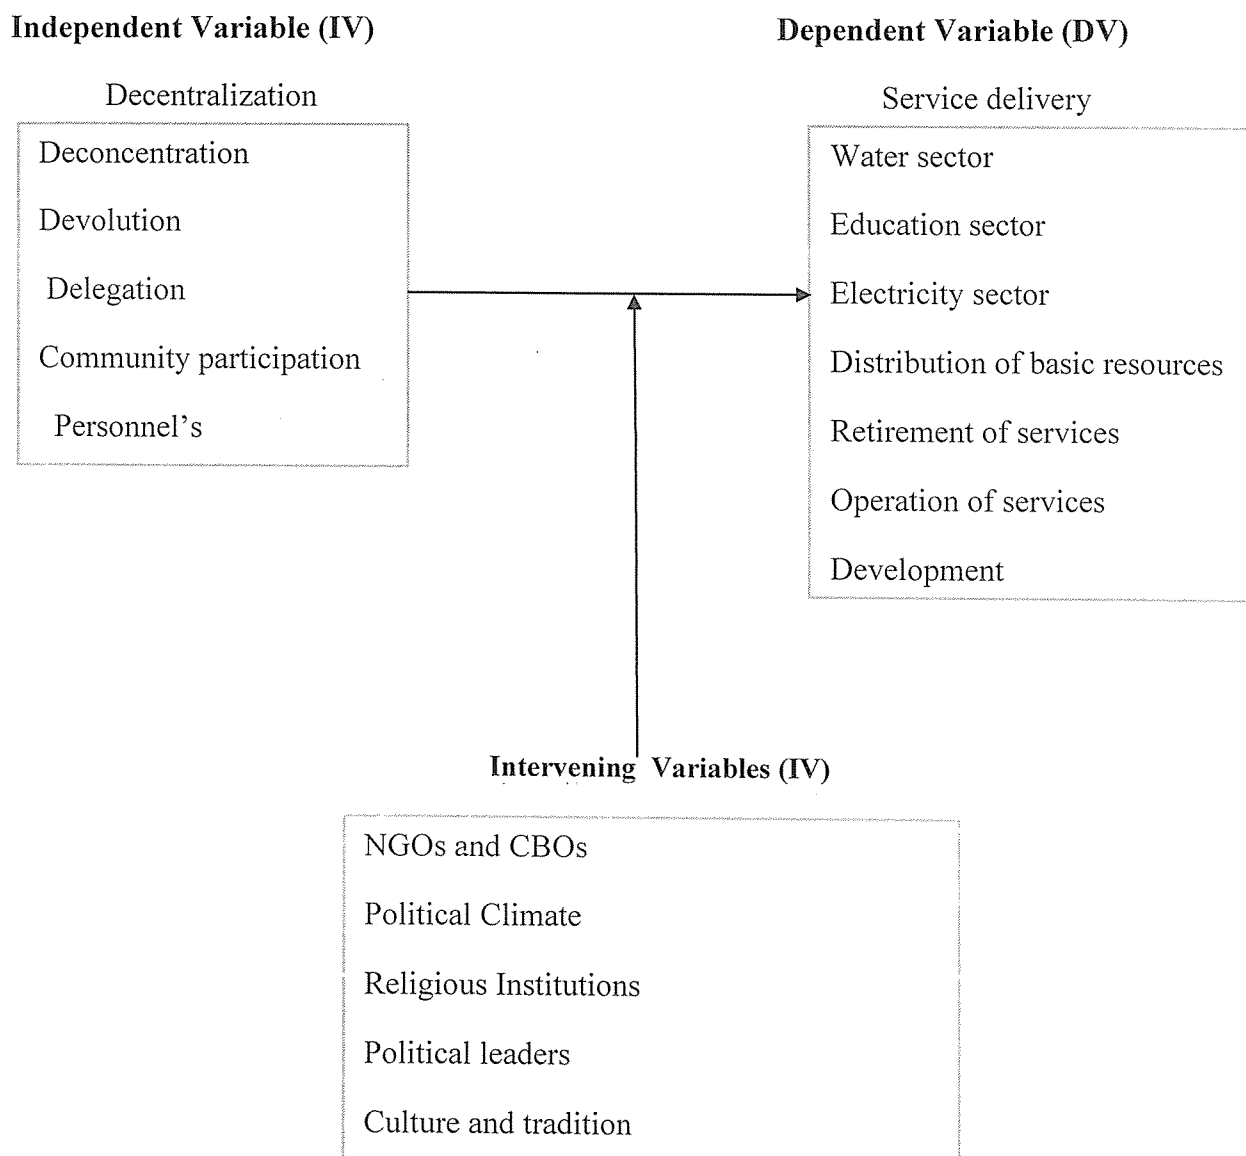 Independent Variable (IV)
Dependent Variable (DV)
Decentralization
Deconcentration
Devolution
Delegation
Community participation
Personnel’s
Service delivery
Water sector
Education sector
Electricity sector
Distribution of basic resources
Retirement of services
Operation of services
Development
Intervening Variables (IV)
NGOs and CBOs
Political Climate
Religious Institutions
Political leaders
Culture and tradition